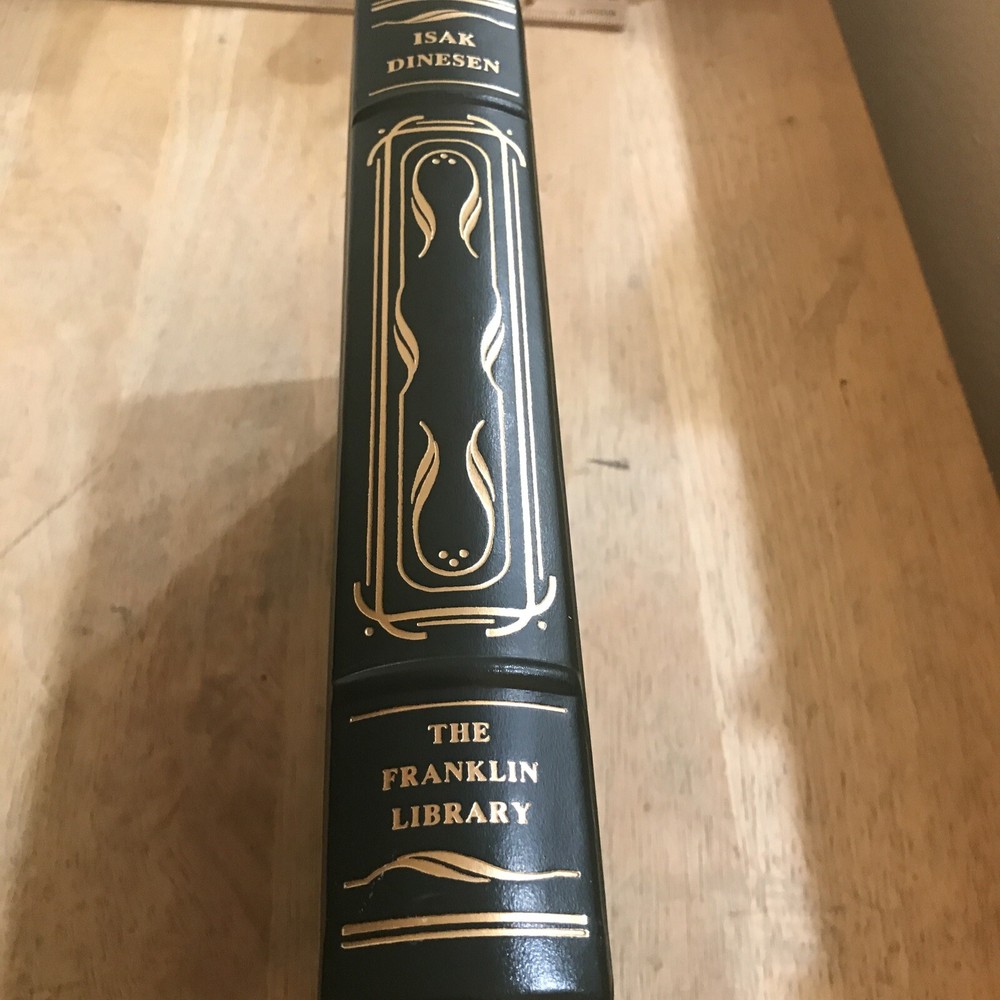 ISAK
DINESEN
THE
FRANKLIN
LIBRARY